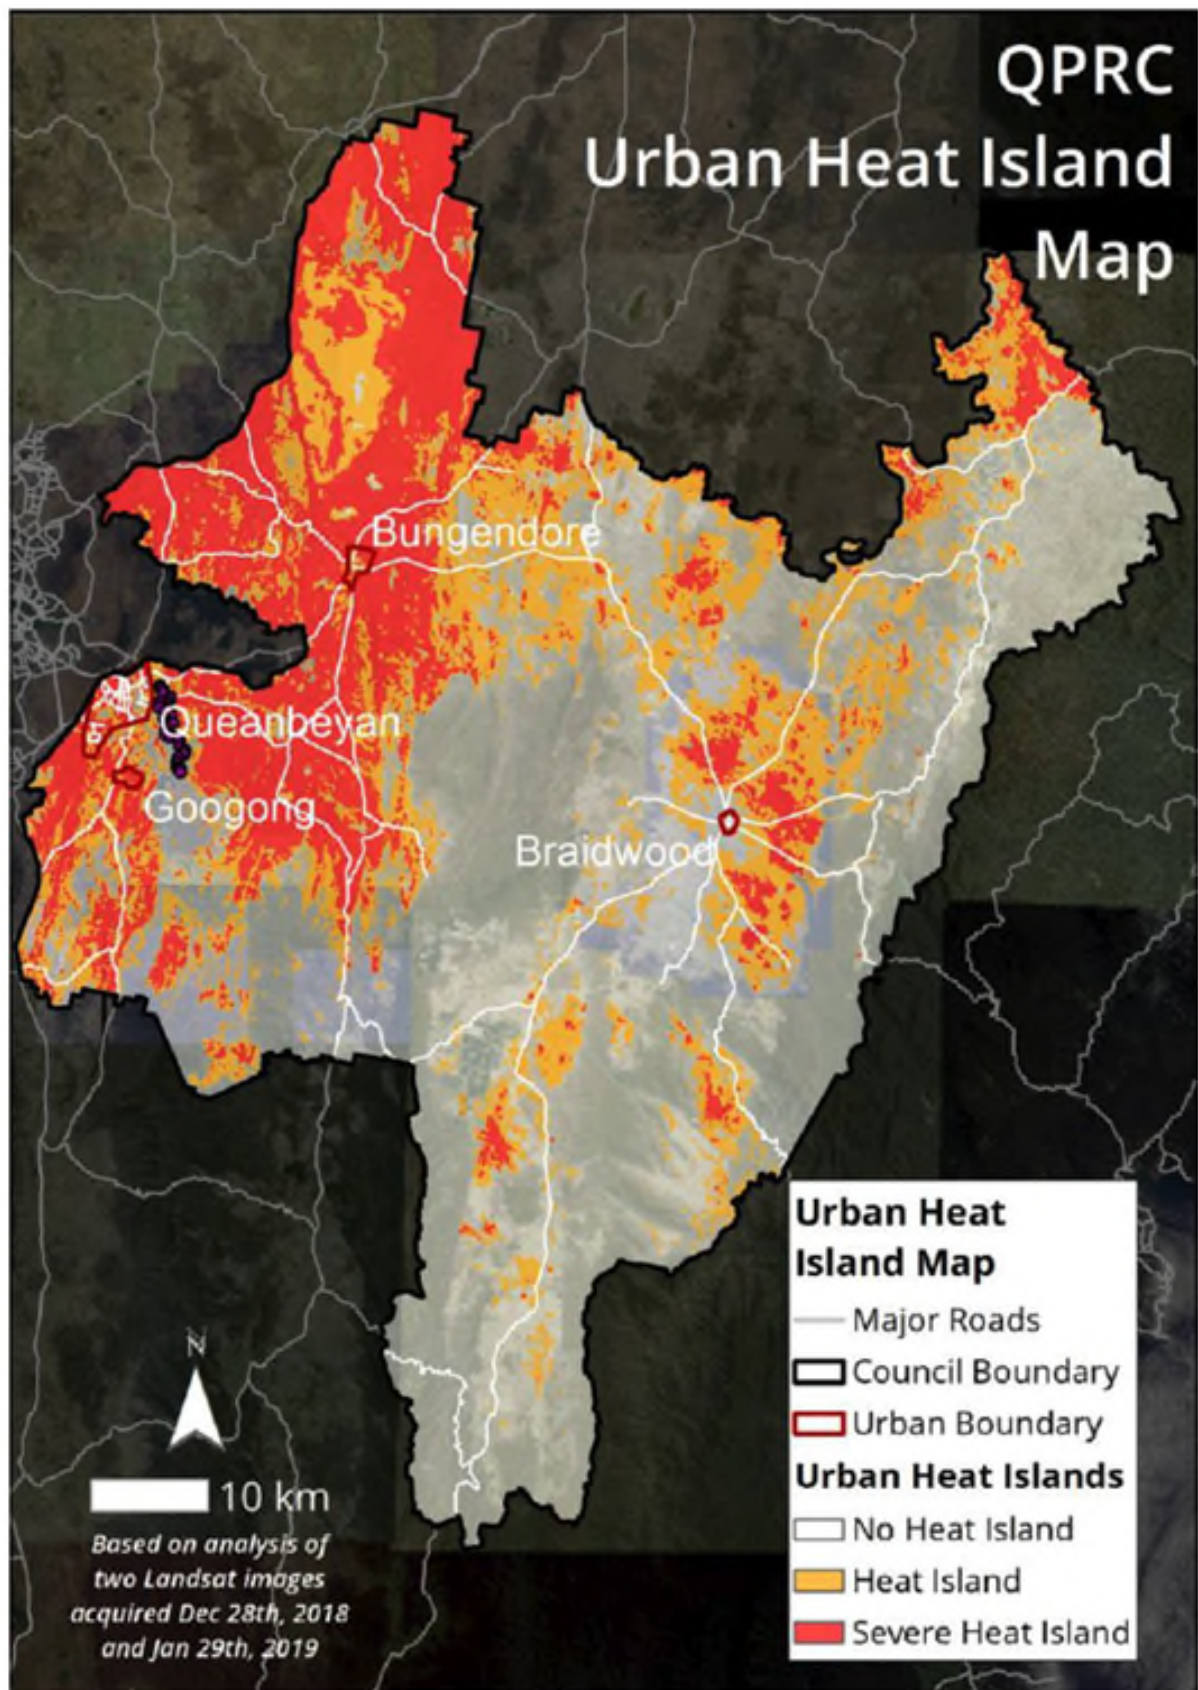 QPRC
Urban Heat Island
Map
Bungendore
Queanbeyan
Googong
Braidwood
N
10 km
Based on analysis of
two Landsat images
acquired Dec 28th, 2018
and Jan 29th, 2019
Urban Heat
Island Map
Major Roads
Council Boundary
Urban Boundary
Urban Heat Islands
No Heat Island
Heat Island
Severe Heat Island